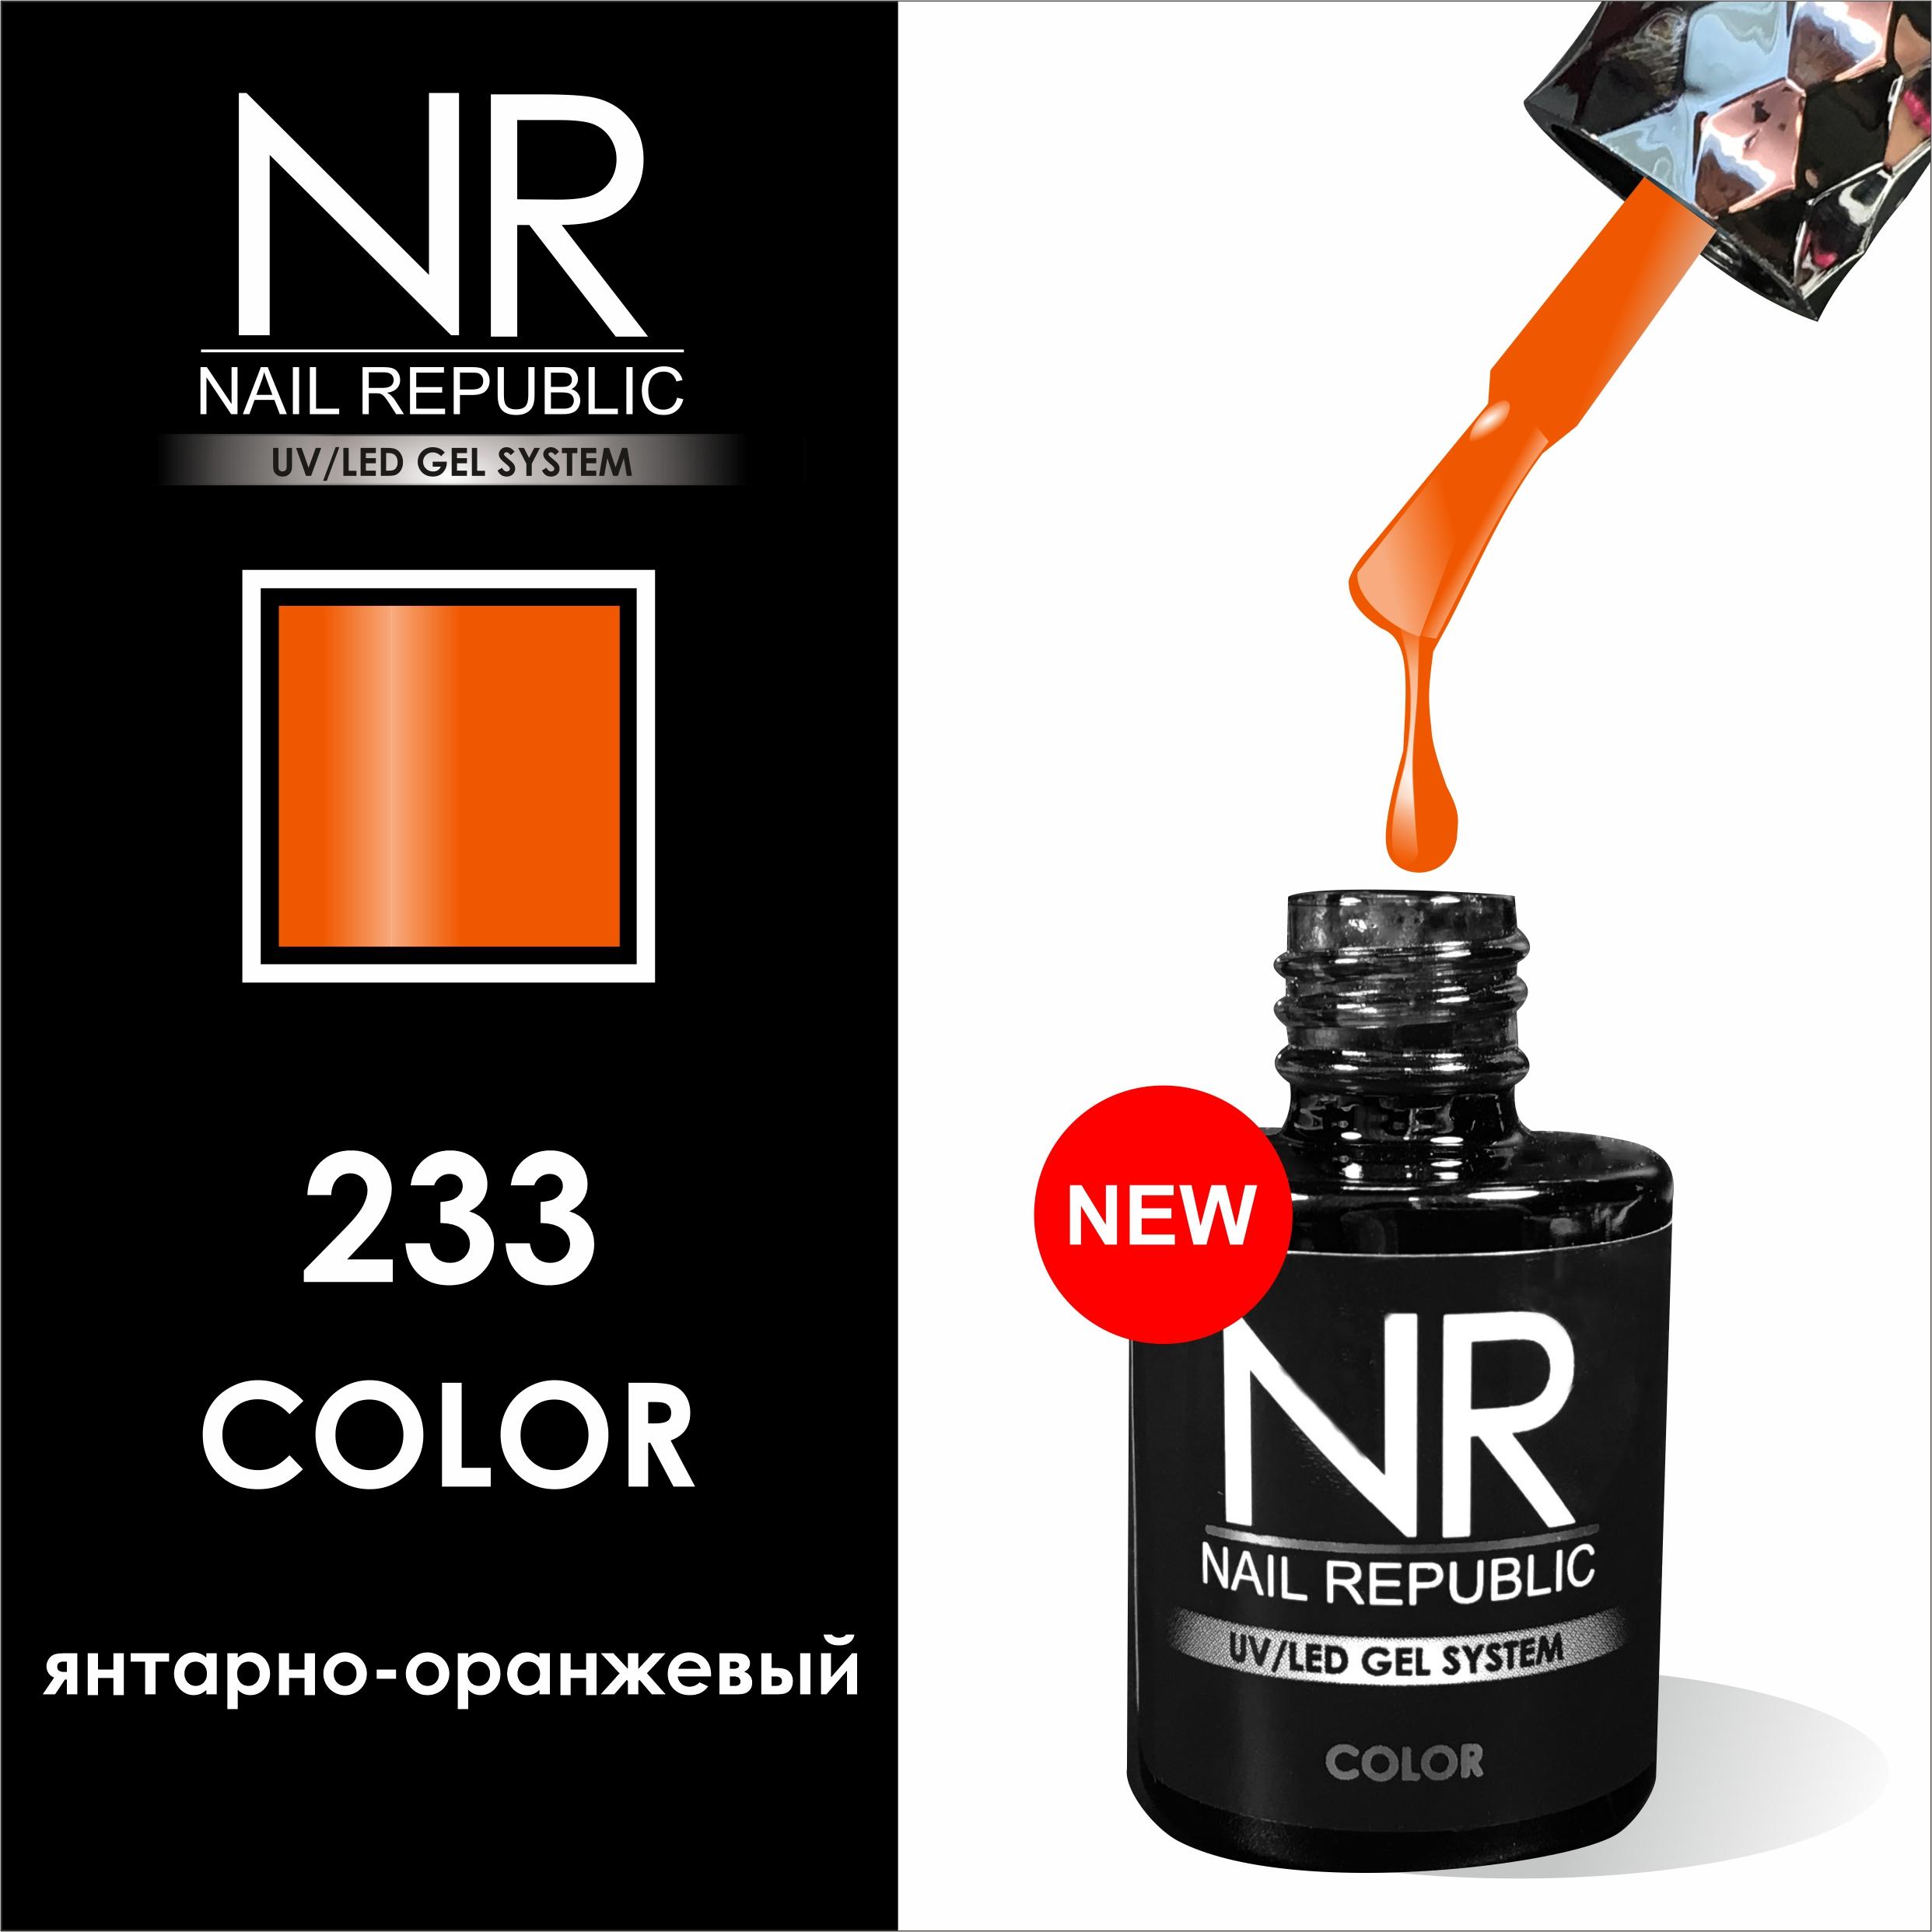 NR
NAIL REPUBLIC
UV/LED GEL SYSTEM
233
COLOR
янтарно-оранжевый
NEW
NR
NAIL REPUBLIC
UV/LED GEL SYSTEM
COLOR